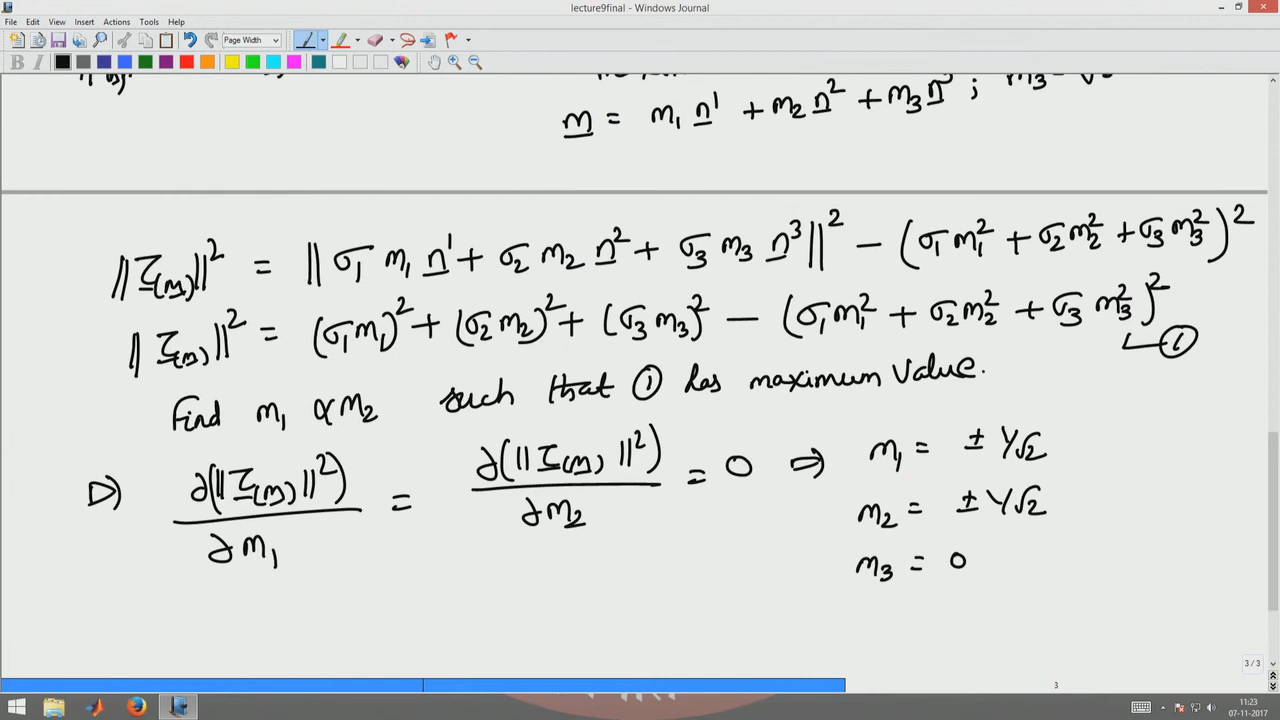 lecture9final - Windows Journal
File Edit View Insert Actions Tools Help
Page Width
B I
m = m₁ n¹ + m₂ n² + m₃ n³ ; m₃ =
||τ(m)||² = ||σ₁ m₁ n¹ + σ₂ m₂ n² + σ₃ m₃ n³||² − (σ₁m₁² + σ₂m₂² + σ₃m₃²)²
||τ(m)||² = (σ₁m₁)² + (σ₂m₂)² + (σ₃m₃)² − (σ₁m₁² + σ₂m₂² + σ₃m₃²)²
①
Find m₁ & m₂ such that ① has maximum value.
⇒ ∂(||τ(m)||²)/∂m₁ = ∂(||τ(m)||²)/∂m₂ = 0 ⇒ m₁ = ± 1/√2
m₂ = ± 1/√2
m₃ = 0
3/3
3
11:23
07-11-2017